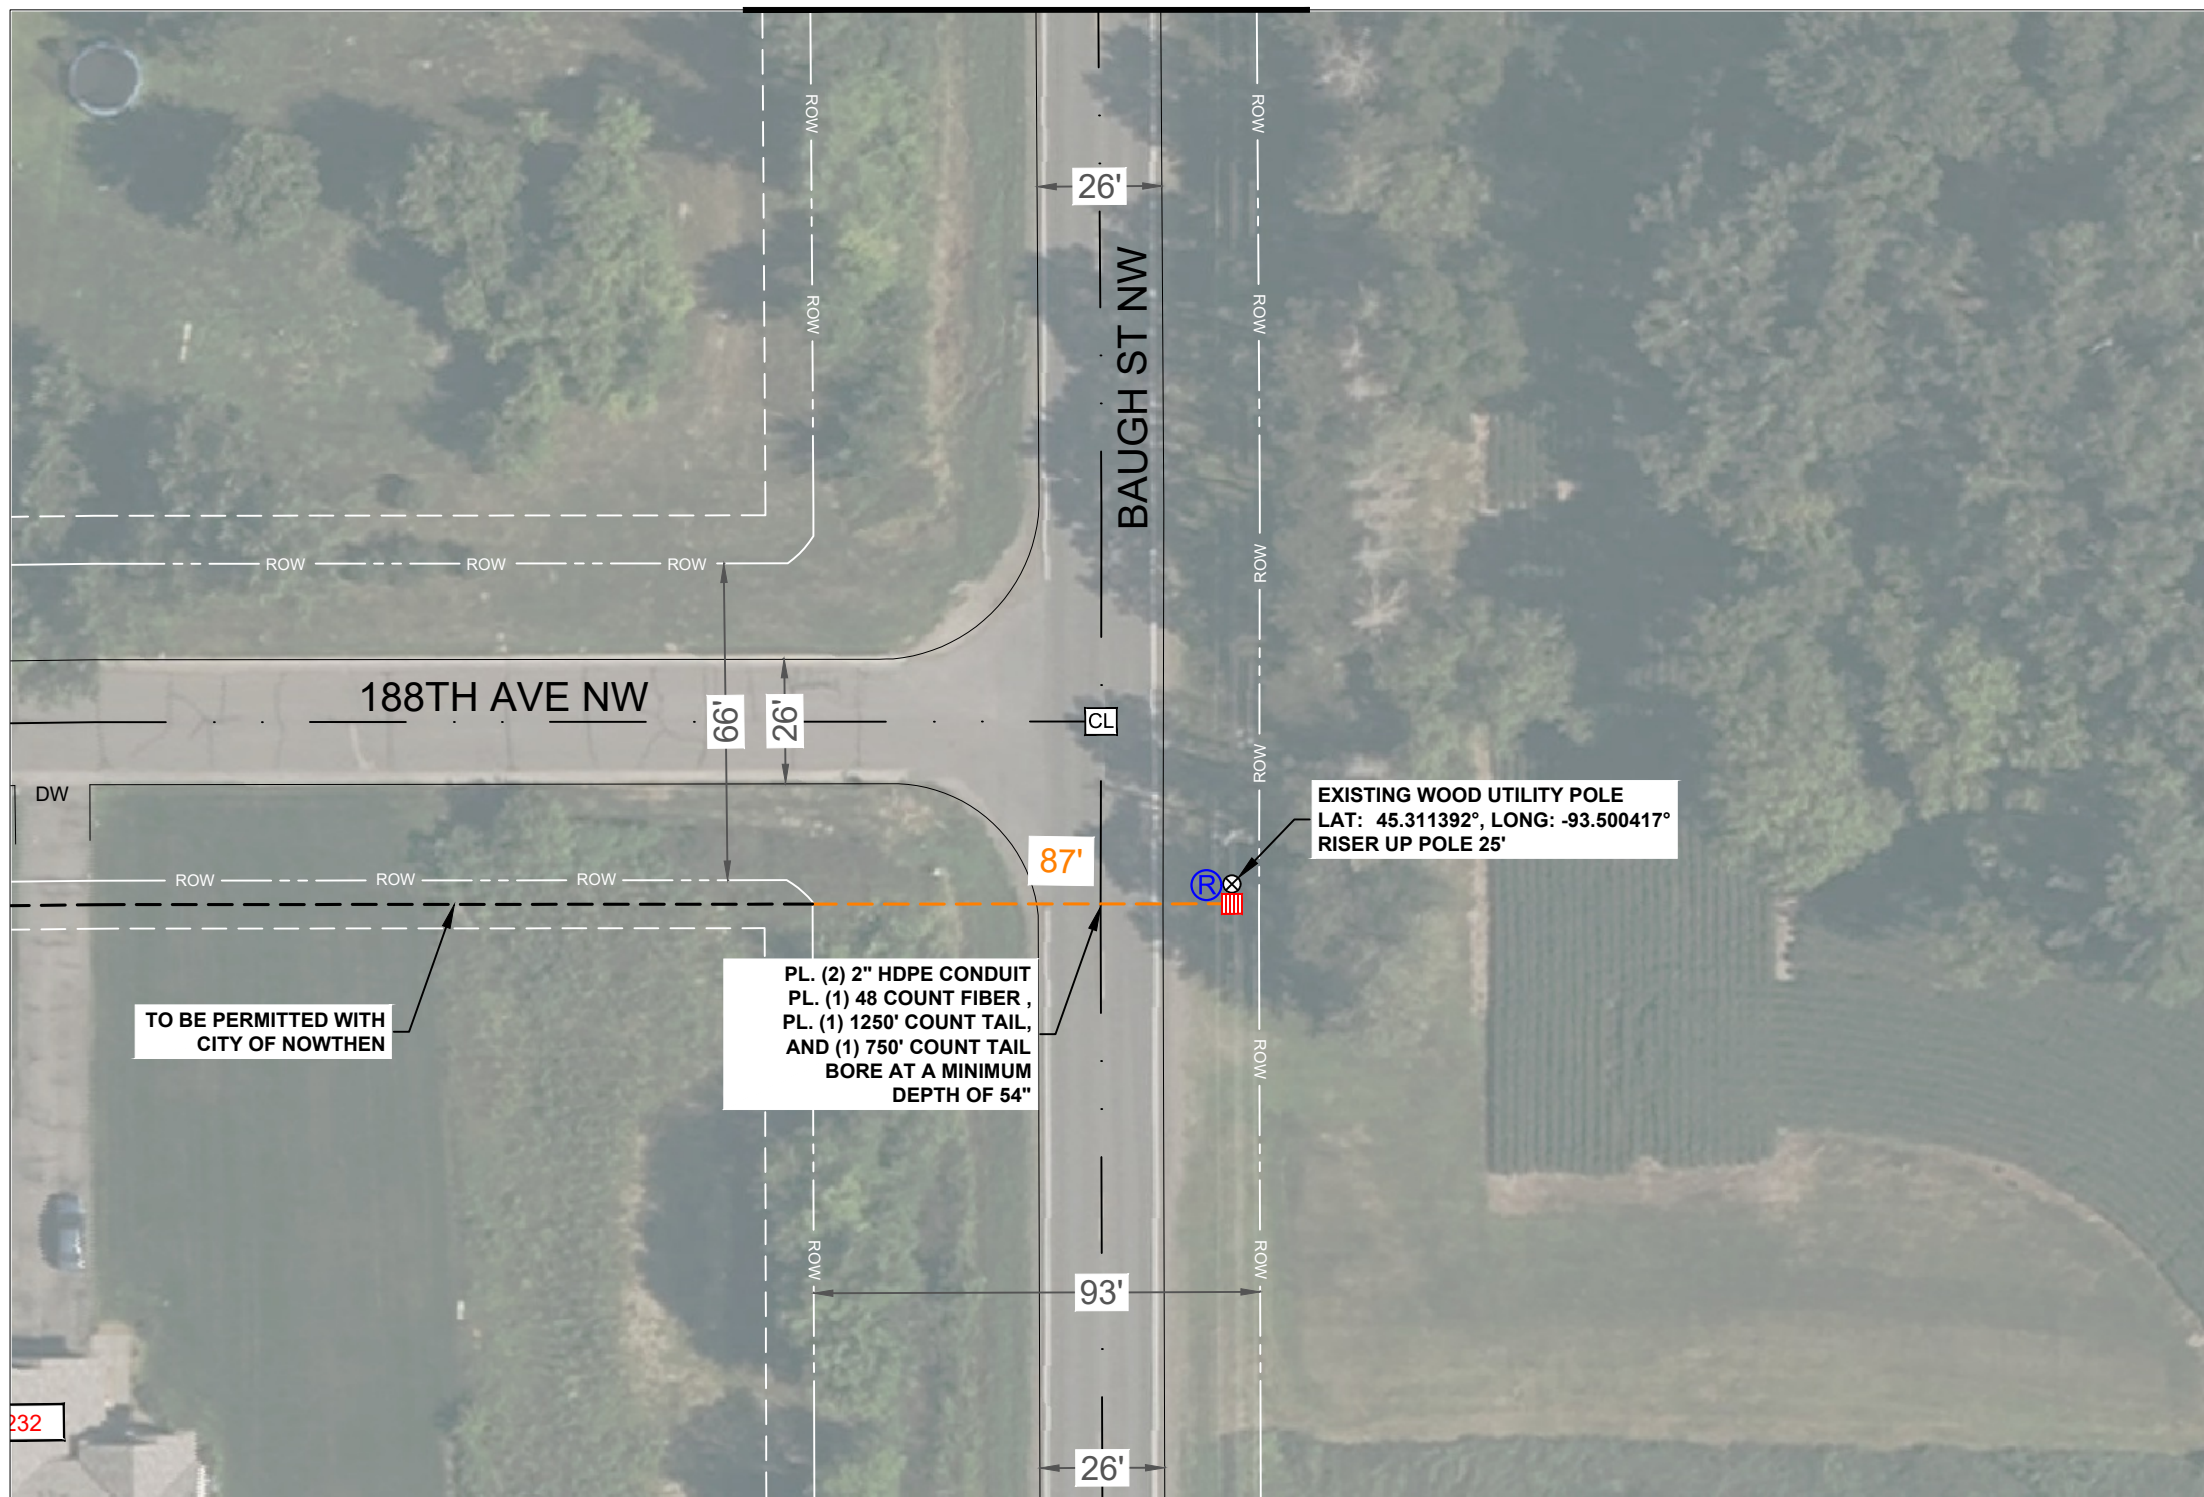 ROW
ROW
26'
BAUGH ST NW
ROW
ROW
ROW
ROW
ROW
ROW
ROW
188TH AVE NW
66'
26'
CL
ROW
DW
EXISTING WOOD UTILITY POLE
LAT: 45.311392°, LONG: -93.500417°
RISER UP POLE 25'
87'
ROW
ROW
ROW
R
PL. (2) 2" HDPE CONDUIT
PL. (1) 48 COUNT FIBER ,
PL. (1) 1250' COUNT TAIL,
AND (1) 750' COUNT TAIL
BORE AT A MINIMUM
DEPTH OF 54"
TO BE PERMITTED WITH
CITY OF NOWTHEN
ROW
ROW
ROW
93'
232
26'